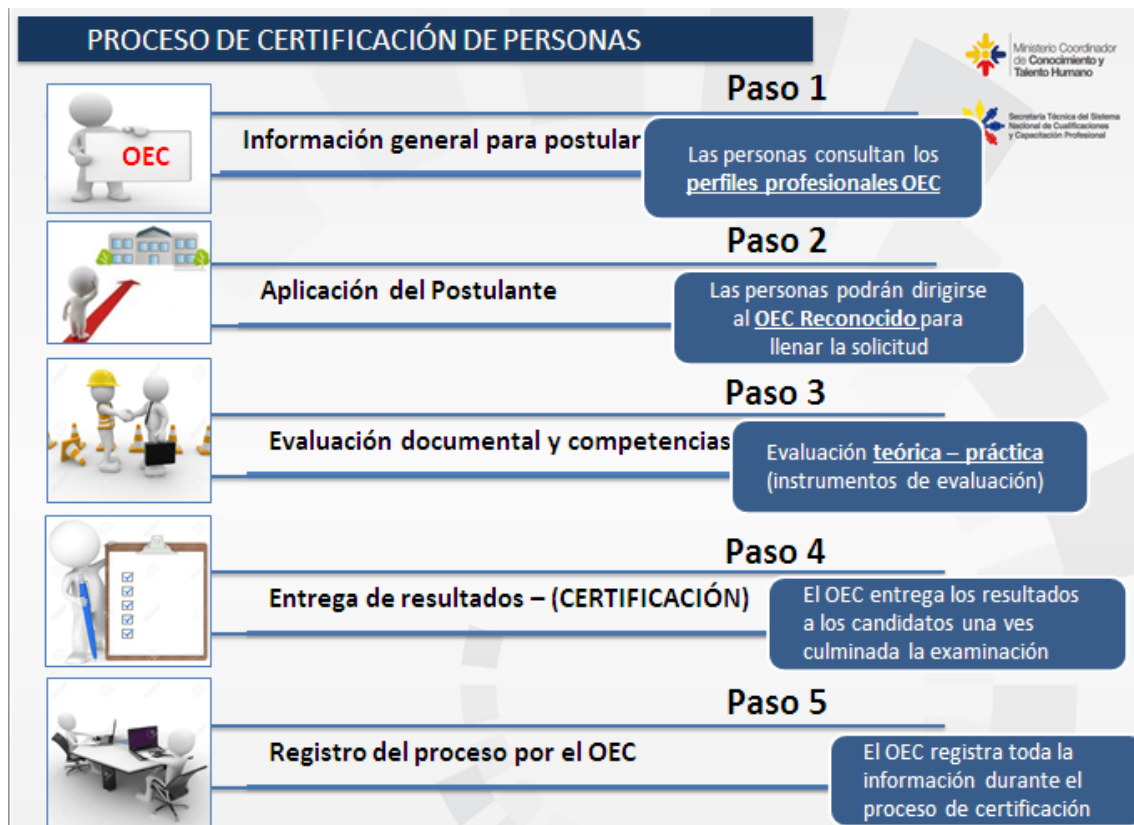 PROCESO DE CERTIFICACIÓN DE PERSONAS
Ministerio Coordinador
de Conocimiento y
Talento Humano
Secretaría Técnica del Sistema
Nacional de Cualificaciones
y Capacitación Profesional
Paso 1
OEC
Información general para postular
Las personas consultan los
perfiles profesionales OEC
Paso 2
Aplicación del Postulante
Las personas podrán dirigirse
al OEC Reconocido para
llenar la solicitud
Paso 3
Evaluación documental y competencias
Evaluación teórica – práctica
(instrumentos de evaluación)
Paso 4
Entrega de resultados – (CERTIFICACIÓN)
El OEC entrega los resultados
a los candidatos una ves
culminada la examinación
Paso 5
Registro del proceso por el OEC
El OEC registra toda la
información durante el
proceso de certificación